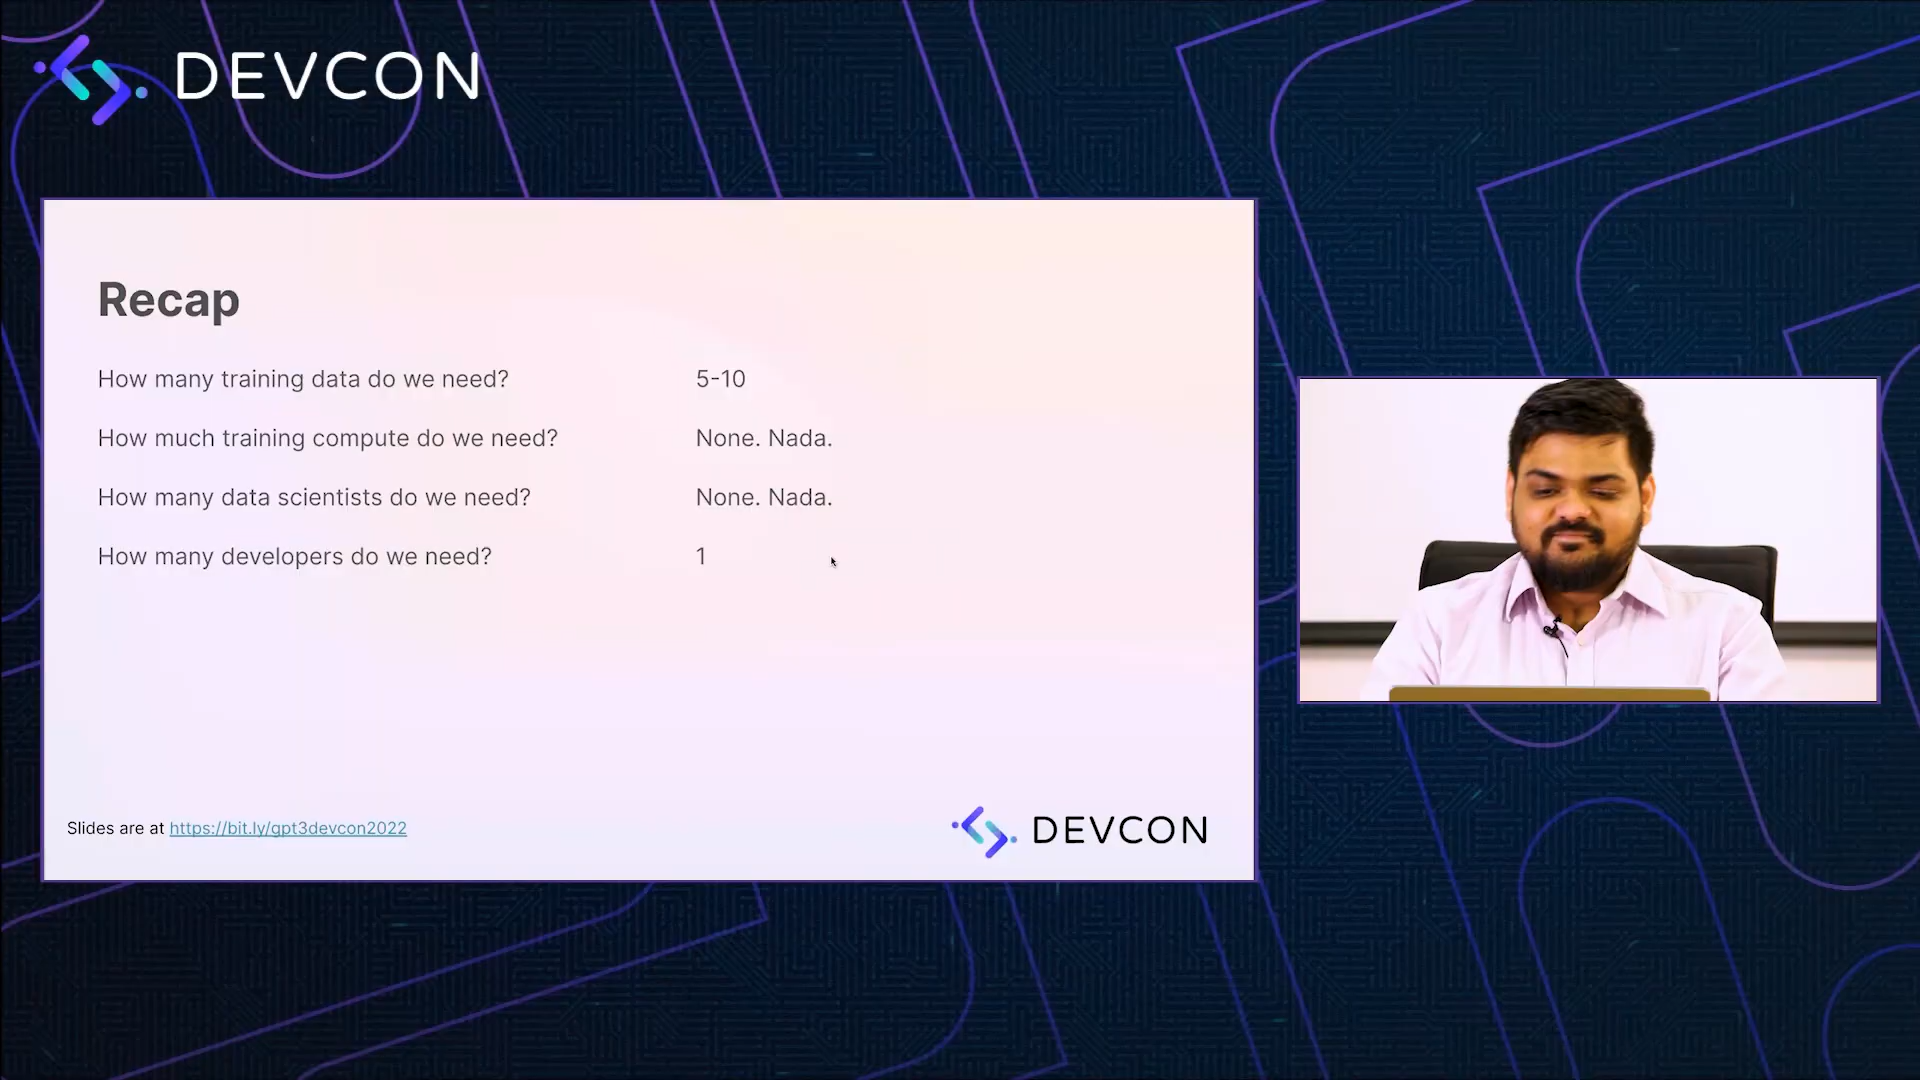 DEVCON
Recap
How many training data do we need? 5-10
How much training compute do we need? None. Nada.
How many data scientists do we need? None. Nada.
How many developers do we need? 1
Slides are at https://bit.ly/gpt3devcon2022
DEVCON